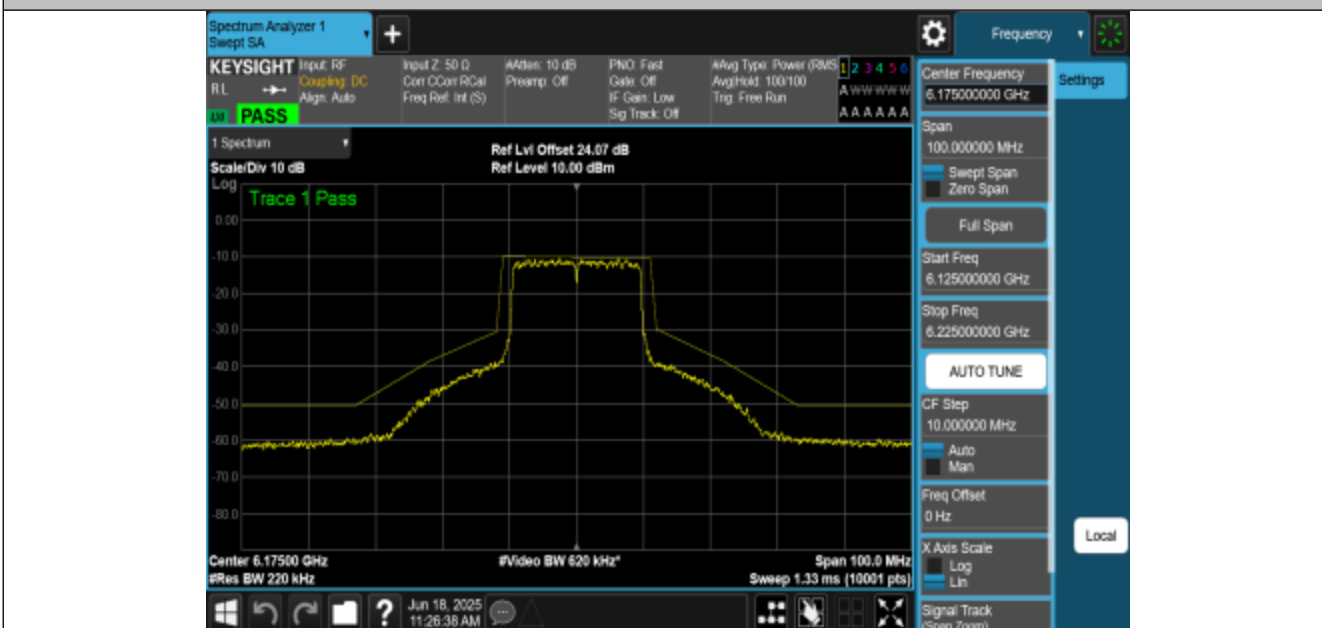 Spectrum Analyzer 1
Swept SA
+
Frequency
KEYSIGHT
RL
PASS
Input: RF
Coupling: DC
Align: Auto
Input Z: 50 Ω
Corr CCorr RCal
Freq Ref: Int (S)
#Atten: 10 dB
Preamp: Off
PNO: Fast
Gate: Off
IF Gain: Low
Sig Track: Off
#Avg Type: Power (RMS
Avg|Hold: 100/100
Trig: Free Run
1 2 3 4 5 6
A W W W W W
A A A A A A
1 Spectrum
Scale/Div 10 dB
Ref Lvl Offset 24.07 dB
Ref Level 10.00 dBm
Log
Trace 1 Pass
0.00
-10.0
-20.0
-30.0
-40.0
-50.0
-60.0
-70.0
-80.0
Center 6.17500 GHz
#Res BW 220 kHz
#Video BW 620 kHz*
Span 100.0 MHz
Sweep 1.33 ms (10001 pts)
Center Frequency
6.175000000 GHz
Settings
Span
100.000000 MHz
Swept Span
Zero Span
Full Span
Start Freq
6.125000000 GHz
Stop Freq
6.225000000 GHz
AUTO TUNE
CF Step
10.000000 MHz
Auto
Man
Freq Offset
0 Hz
X Axis Scale
Log
Lin
Local
Signal Track
(Span Zoom)
?
Jun 18, 2025
11:26:38 AM